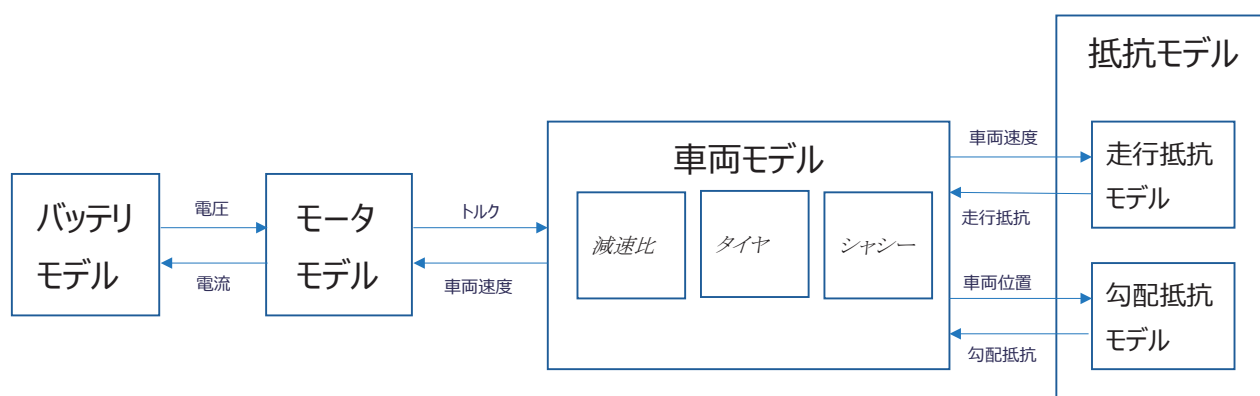 抵抗モデル
バッテリ
モデル
電圧
電流
モータ
モデル
トルク
車両速度
車両モデル
減速比
タイヤ
シャシー
車両速度
走行抵抗
車両位置
勾配抵抗
走行抵抗
モデル
勾配抵抗
モデル